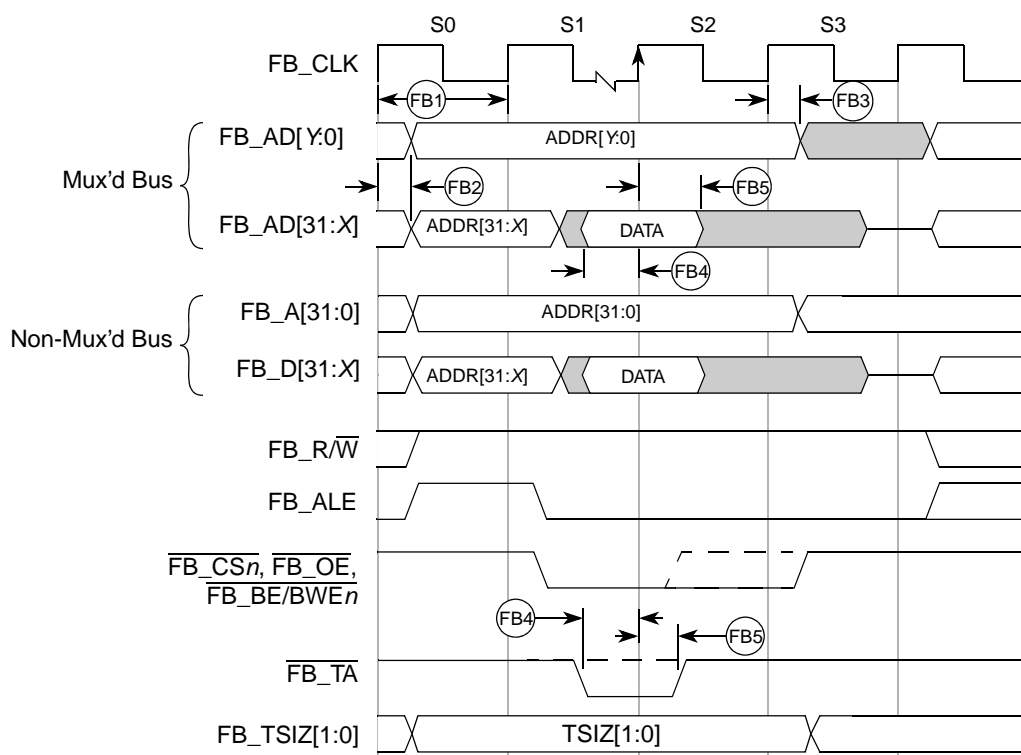 S0 S1 S2 S3
FB_CLK
FB1 FB3
FB_AD[Y:0] ADDR[Y:0]
Mux'd Bus
FB2 FB5
FB_AD[31:X] ADDR[31:X] DATA
FB4
FB_A[31:0] ADDR[31:0]
Non-Mux'd Bus
FB_D[31:X] ADDR[31:X] DATA
FB_R/W
FB_ALE
FB_CSn, FB_OE,
FB_BE/BWEn
FB4 FB5
FB_TA
FB_TSIZ[1:0] TSIZ[1:0]